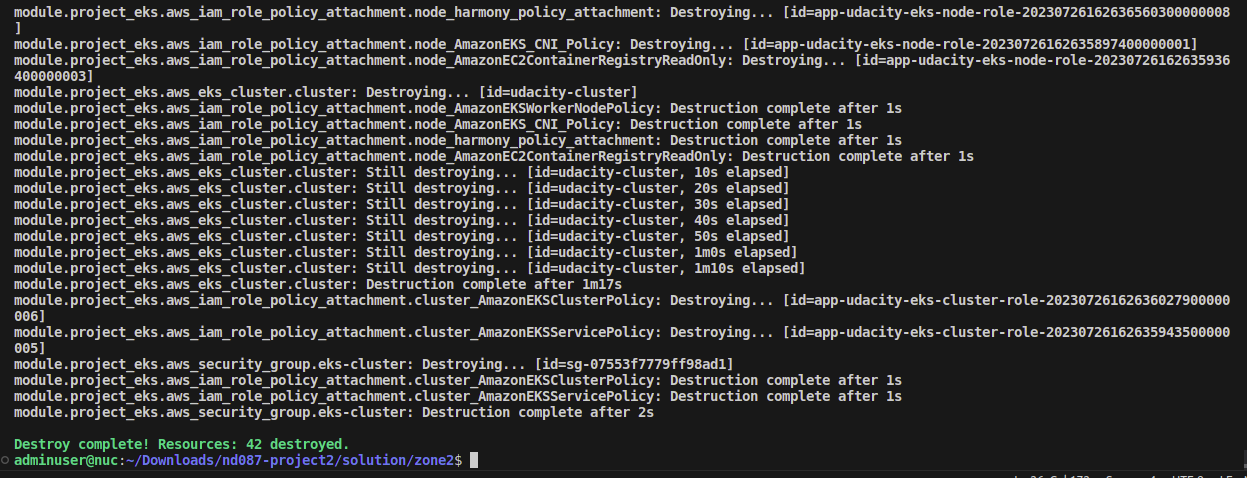 module.project_eks.aws_iam_role_policy_attachment.node_harmony_policy_attachment: Destroying... [id=app-udacity-eks-node-role-20230726162636560300000008
]
module.project_eks.aws_iam_role_policy_attachment.node_AmazonEKS_CNI_Policy: Destroying... [id=app-udacity-eks-node-role-20230726162635897400000001]
module.project_eks.aws_iam_role_policy_attachment.node_AmazonEC2ContainerRegistryReadOnly: Destroying... [id=app-udacity-eks-node-role-20230726162635936
400000003]
module.project_eks.aws_eks_cluster.cluster: Destroying... [id=udacity-cluster]
module.project_eks.aws_iam_role_policy_attachment.node_AmazonEKSWorkerNodePolicy: Destruction complete after 1s
module.project_eks.aws_iam_role_policy_attachment.node_AmazonEKS_CNI_Policy: Destruction complete after 1s
module.project_eks.aws_iam_role_policy_attachment.node_harmony_policy_attachment: Destruction complete after 1s
module.project_eks.aws_iam_role_policy_attachment.node_AmazonEC2ContainerRegistryReadOnly: Destruction complete after 1s
module.project_eks.aws_eks_cluster.cluster: Still destroying... [id=udacity-cluster, 10s elapsed]
module.project_eks.aws_eks_cluster.cluster: Still destroying... [id=udacity-cluster, 20s elapsed]
module.project_eks.aws_eks_cluster.cluster: Still destroying... [id=udacity-cluster, 30s elapsed]
module.project_eks.aws_eks_cluster.cluster: Still destroying... [id=udacity-cluster, 40s elapsed]
module.project_eks.aws_eks_cluster.cluster: Still destroying... [id=udacity-cluster, 50s elapsed]
module.project_eks.aws_eks_cluster.cluster: Still destroying... [id=udacity-cluster, 1m0s elapsed]
module.project_eks.aws_eks_cluster.cluster: Still destroying... [id=udacity-cluster, 1m10s elapsed]
module.project_eks.aws_eks_cluster.cluster: Destruction complete after 1m17s
module.project_eks.aws_iam_role_policy_attachment.cluster_AmazonEKSClusterPolicy: Destroying... [id=app-udacity-eks-cluster-role-20230726162636027900000
006]
module.project_eks.aws_iam_role_policy_attachment.cluster_AmazonEKSServicePolicy: Destroying... [id=app-udacity-eks-cluster-role-20230726162635943500000
005]
module.project_eks.aws_security_group.eks-cluster: Destroying... [id=sg-07553f7779ff98ad1]
module.project_eks.aws_iam_role_policy_attachment.cluster_AmazonEKSClusterPolicy: Destruction complete after 1s
module.project_eks.aws_iam_role_policy_attachment.cluster_AmazonEKSServicePolicy: Destruction complete after 1s
module.project_eks.aws_security_group.eks-cluster: Destruction complete after 2s
Destroy complete! Resources: 42 destroyed.
adminuser@nuc:~/Downloads/nd087-project2/solution/zone2$